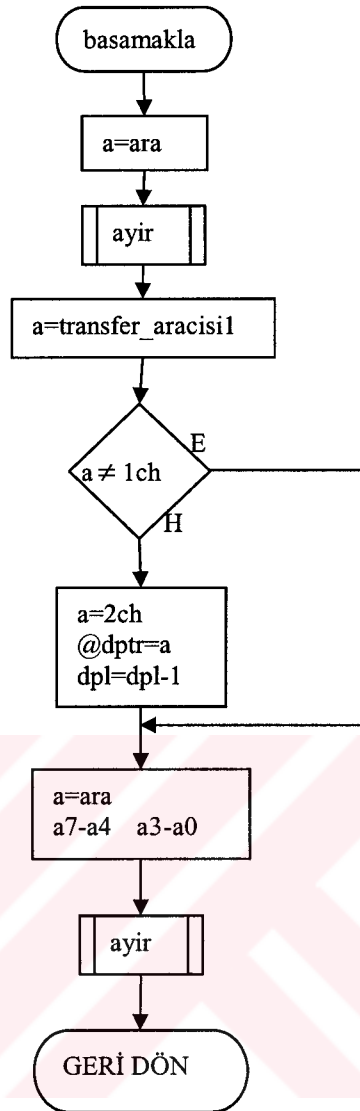 basamakla
a=ara
ayir
a=transfer_aracisi1
E
a ≠ 1ch
H
a=2ch
@dptr=a
dpl=dpl-1
a=ara
a7-a4 a3-a0
ayir
GERİ DÖN